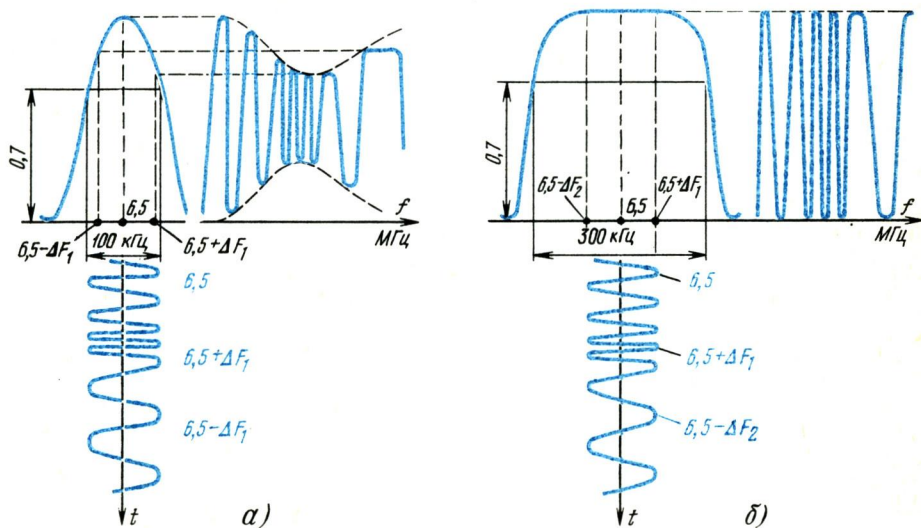 0,7
6,5
f
МГц
6,5-ΔF₁
100 кГц
6,5+ΔF₁
6,5
6,5+ΔF₁
6,5-ΔF₁
t
а)
0,7
6,5-ΔF₂
6,5
6,5+ΔF₁
f
МГц
300 кГц
6,5
6,5+ΔF₁
6,5-ΔF₂
t
б)